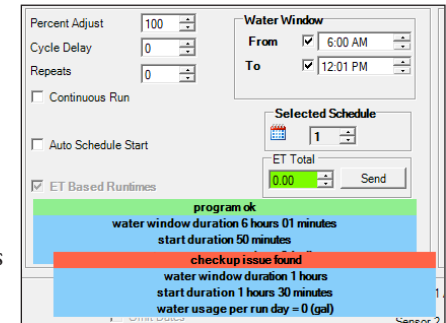 Percent Adjust 100
Cycle Delay 0
Repeats 0
Continuous Run
Auto Schedule Start
ET Based Runtimes
Water Window
From 6:00 AM
To 12:01 PM
Selected Schedule
1
ET Total
0.00 Send
program ok
water window duration 6 hours 01 minutes
start duration 50 minutes
checkup issue found
water window duration 1 hours
start duration 1 hours 30 minutes
water usage per run day = 0 (gal)
s
Sensor 2